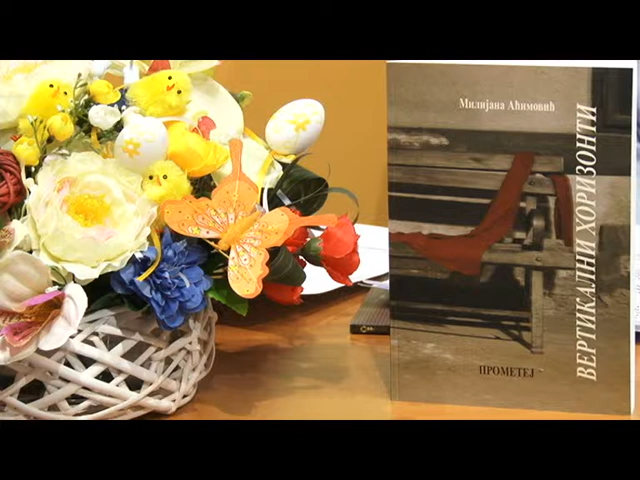 Милијана Аћимовић
ВЕРТИКАЛНИ ХОРИЗОНТИ
ПРОМЕТЕЈ